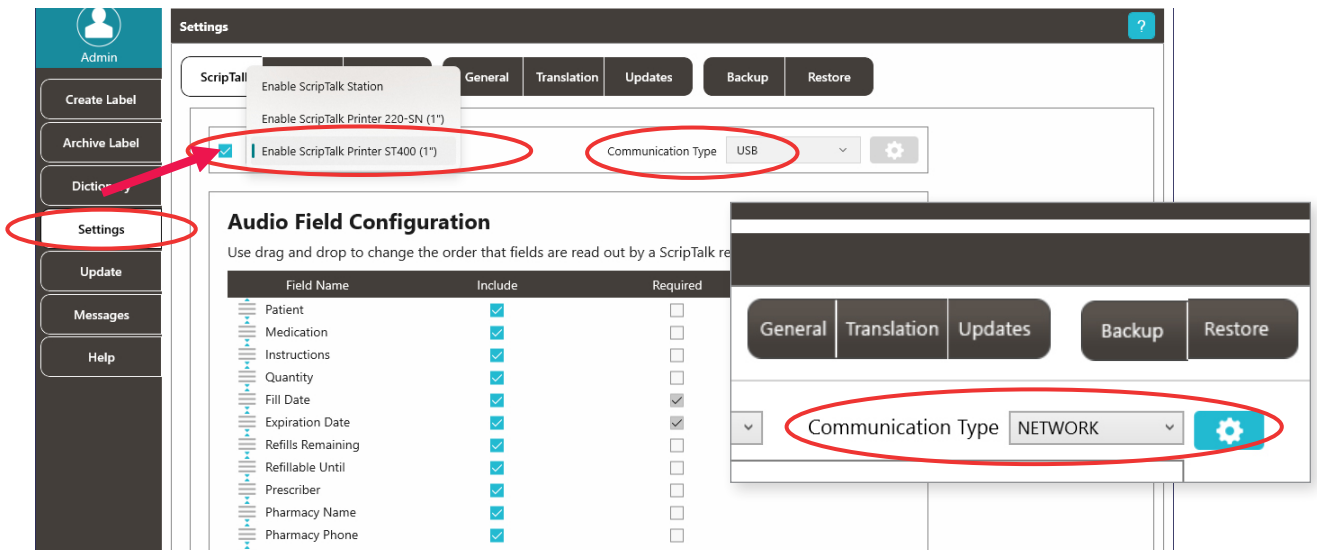 Settings
?
Admin
Create Label
Archive Label
Settings
Update
Messages
Help
General
Translation
Updates
Backup
Restore
Enable ScripTalk Station
Enable ScripTalk Printer 220-SN (1")
Enable ScripTalk Printer ST400 (1")
Communication Type
USB
Audio Field Configuration
Use drag and drop to change the order that fields are read out by a ScripTalk
Field Name Include Required
Patient
Medication
Instructions
Quantity
Fill Date
Expiration Date
Refills Remaining
Refillable Until
Prescriber
Pharmacy Name
Pharmacy Phone
General
Translation
Updates
Backup
Restore
Communication Type
NETWORK